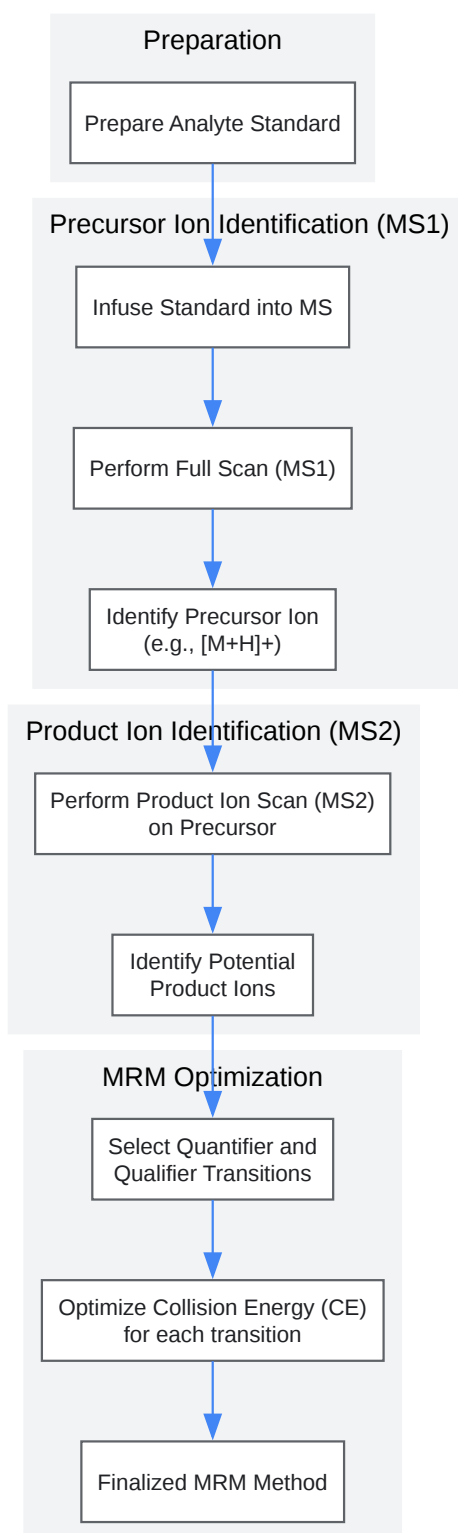 Preparation
Prepare Analyte Standard
Precursor Ion Identification (MS1)
Infuse Standard into MS
Perform Full Scan (MS1)
Identify Precursor Ion
(e.g., [M+H]+)
Product Ion Identification (MS2)
Perform Product Ion Scan (MS2)
on Precursor
Identify Potential
Product Ions
MRM Optimization
Select Quantifier and
Qualifier Transitions
Optimize Collision Energy (CE)
for each transition
Finalized MRM Method